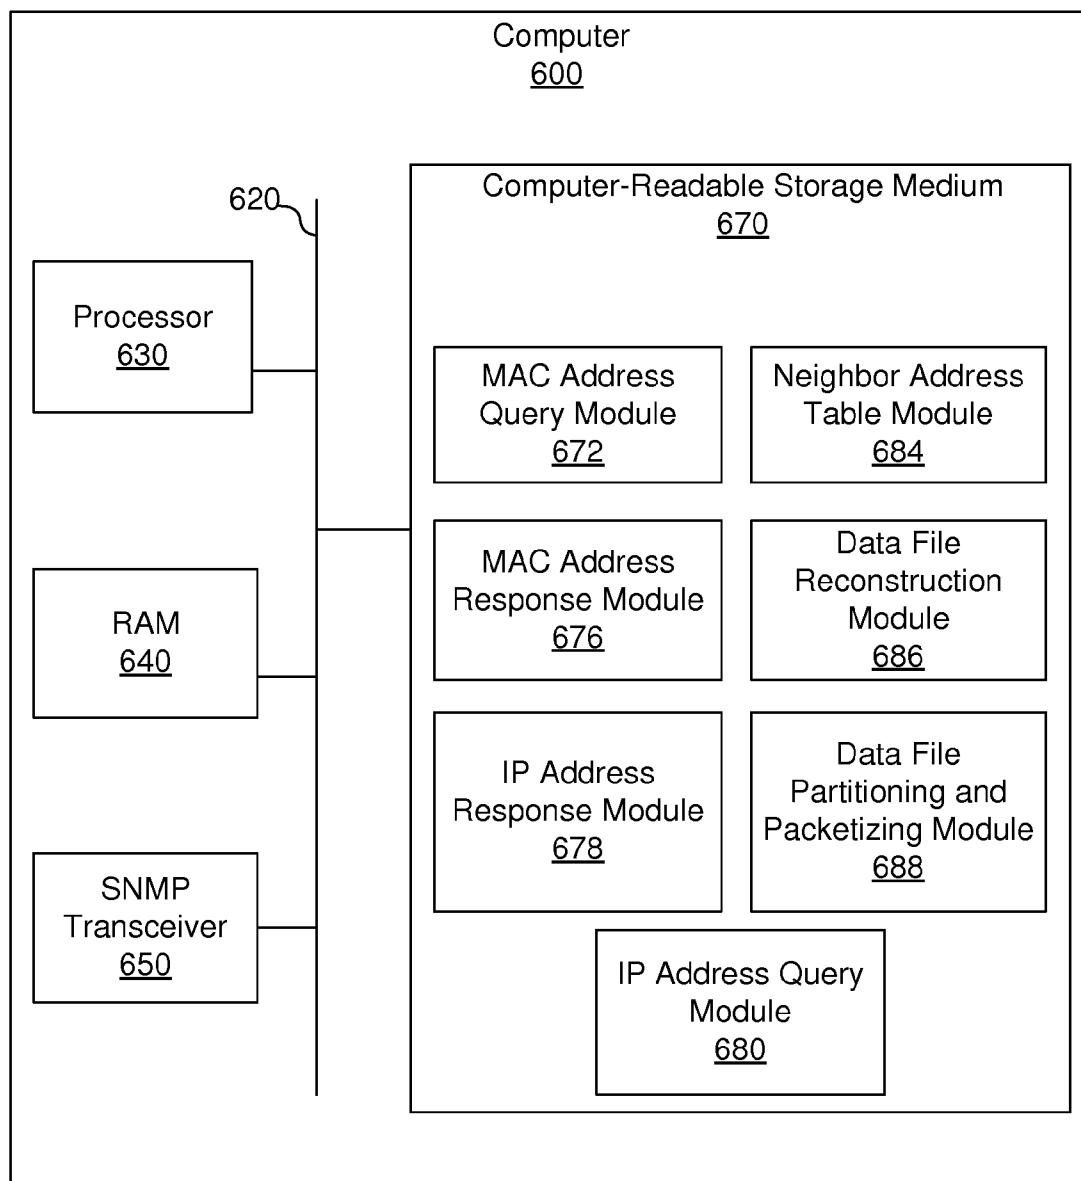 Computer
600
620
Processor
630
RAM
640
SNMP
Transceiver
650
Computer-Readable Storage Medium
670
MAC Address
Query Module
672
Neighbor Address
Table Module
684
MAC Address
Response Module
676
Data File
Reconstruction
Module
686
IP Address
Response Module
678
Data File
Partitioning and
Packetizing Module
688
IP Address Query
Module
680